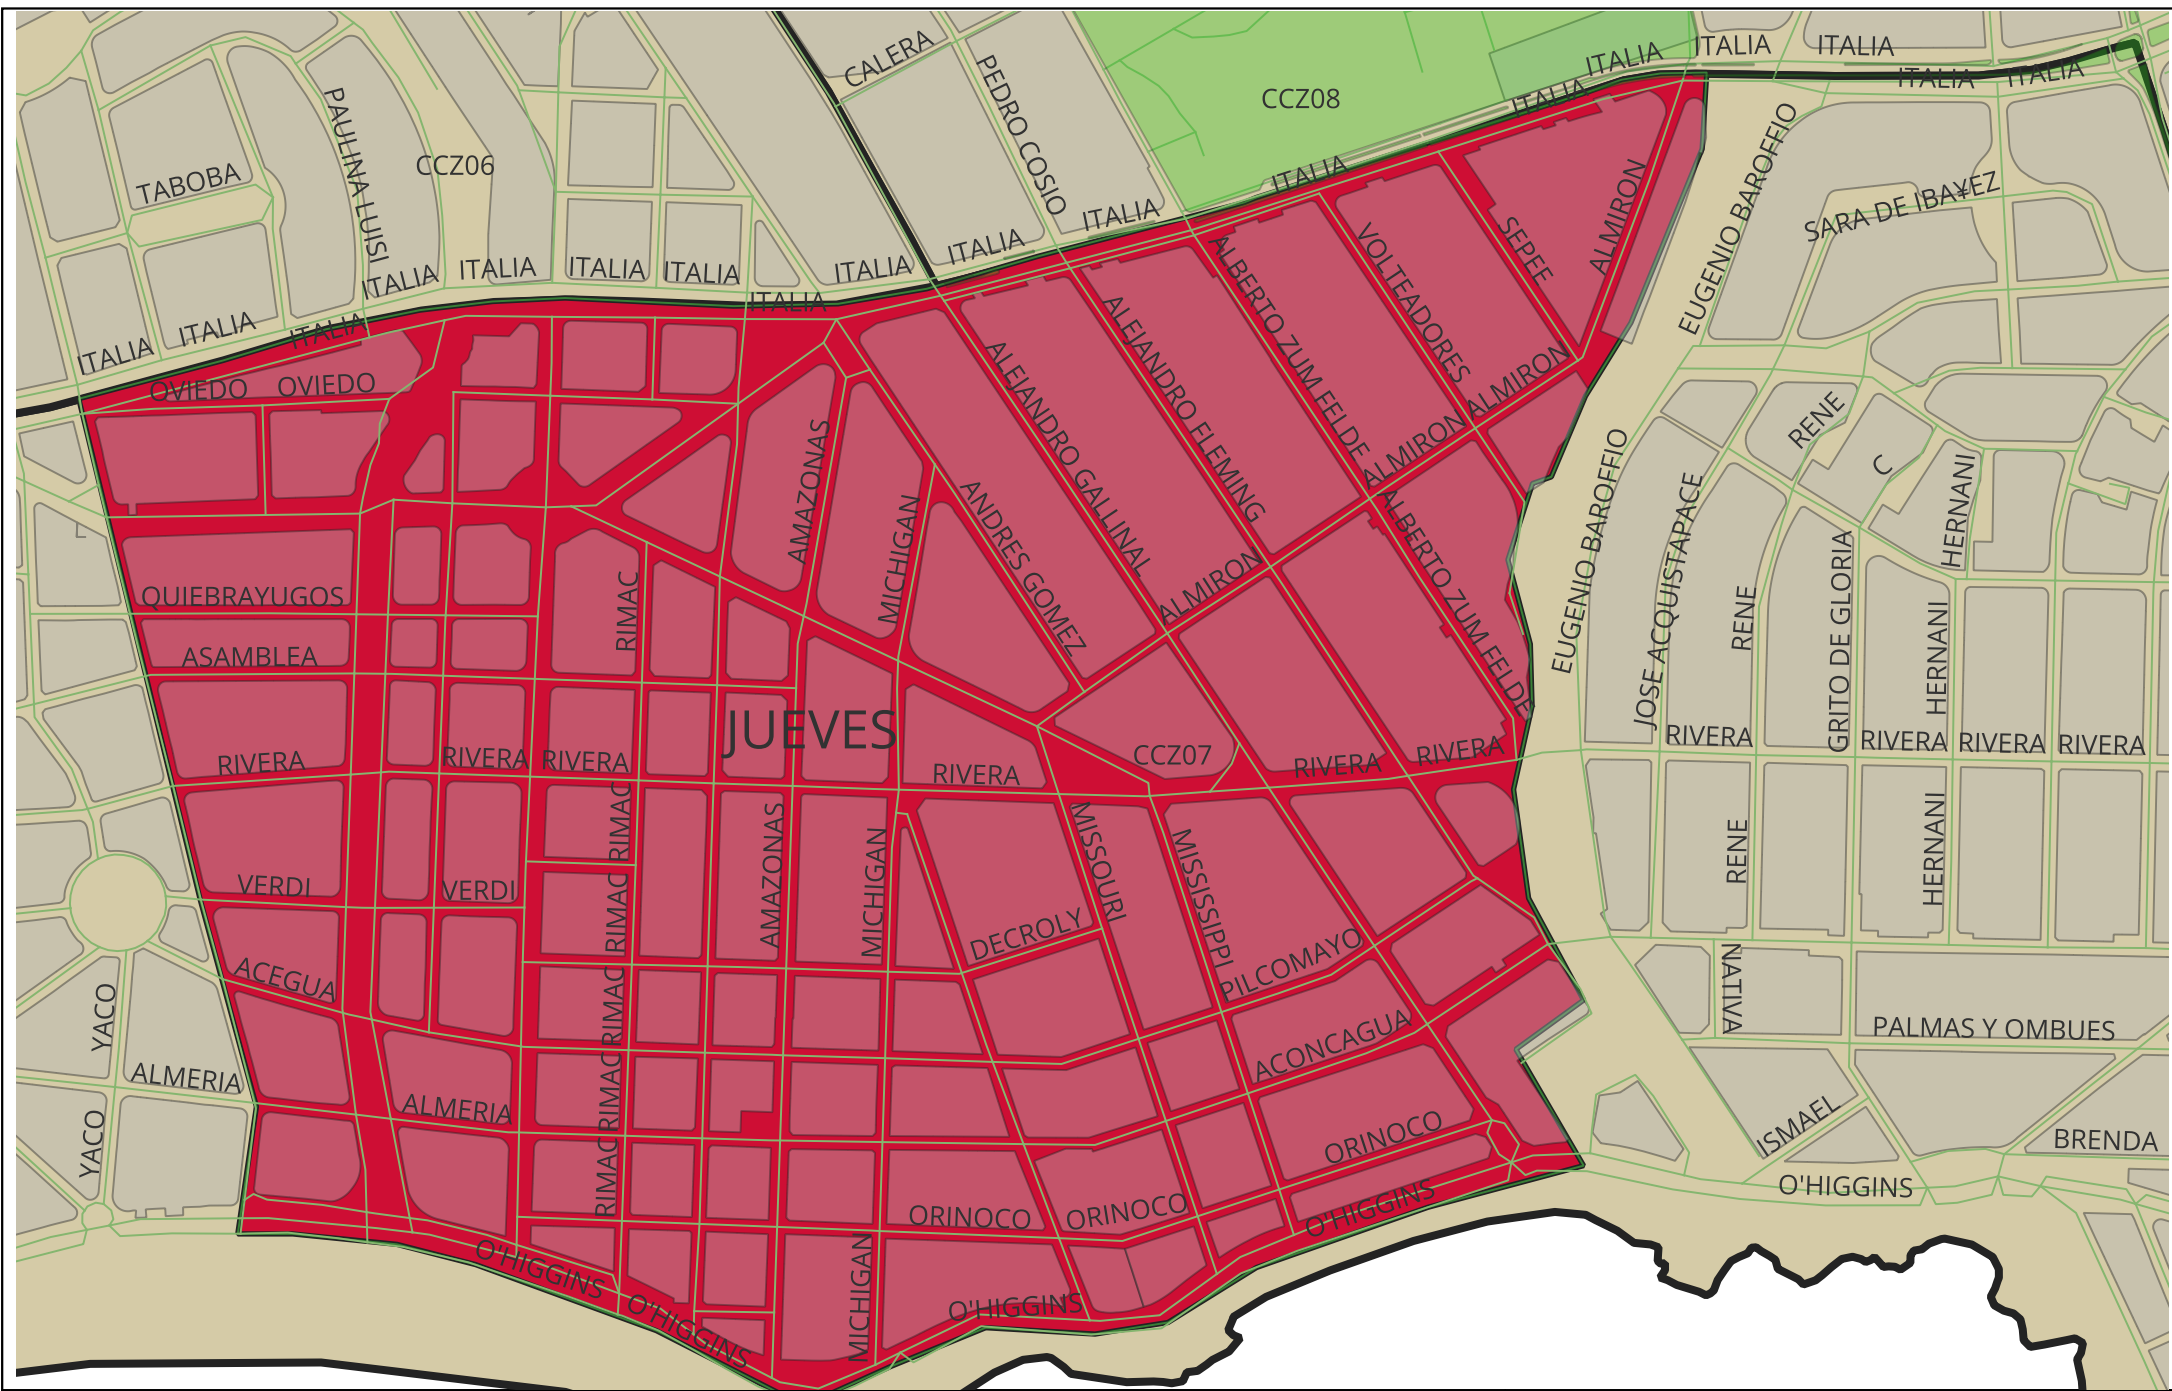 CALERA
PEDRO COSIO
CCZ08
ITALIA
ITALIA
ITALIA
ITALIA
ITALIA
ITALIA
ITALIA
PAULINA LUISI
CCZ06
TABOBA
EUGENIO BAROFFIO
SARA DE IBA¥EZ
ITALIA
ITALIA
ITALIA
ITALIA
ITALIA
ITALIA
ITALIA
ITALIA
ITALIA
ITALIA
ITALIA
ITALIA
ALMIRON
SEPEE
VOLTEADORES
ALBERTO ZUM FELDE
ALEJANDRO FLEMING
ALEJANDRO GALLINAL
OVIEDO
OVIEDO
ALMIRON
ALMIRON
ALMIRON
AMAZONAS
MICHIGAN
ANDRES GOMEZ
ALBERTO ZUM FELDE
EUGENIO BAROFFIO
JOSE ACQUISTAPACE
RENE
C
HERNANI
L
QUIEBRAYUGOS
RIMAC
ASAMBLEA
RENE
GRITO DE GLORIA
HERNANI
JUEVES
CCZ07
RIVERA
RIVERA
RIVERA
RIVERA
RIVERA
RIVERA
RIVERA
RIVERA
RIVERA
RIVERA
RIMAC
AMAZONAS
MICHIGAN
MISSOURI
MISSISSIPPI
RENE
HERNANI
VERDI
VERDI
RIMAC
DECROLY
PILCOMAYO
NATIVA
ACEGUA
YACO
RIMAC
ACONCAGUA
PALMAS Y OMBUES
ALMERIA
ALMERIA
RIMAC
YACO
RIMAC
ORINOCO
ISMAEL
BRENDA
ORINOCO
ORINOCO
O'HIGGINS
O'HIGGINS
O'HIGGINS
O'HIGGINS
MICHIGAN
O'HIGGINS